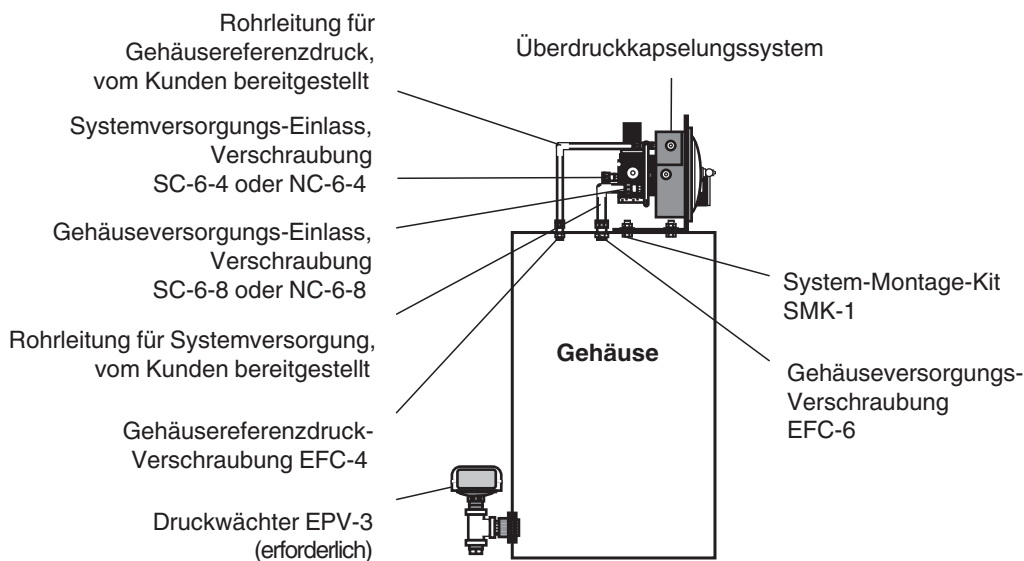 Rohrleitung für
Gehäusereferenzdruck,
vom Kunden bereitgestellt
Systemversorgungs-Einlass,
Verschraubung
SC-6-4 oder NC-6-4
Gehäuseversorgungs-Einlass,
Verschraubung
SC-6-8 oder NC-6-8
Rohrleitung für Systemversorgung,
vom Kunden bereitgestellt
Gehäusereferenzdruck-
Verschraubung EFC-4
Druckwächter EPV-3
(erforderlich)
Überdruckkapselungssystem
System-Montage-Kit
SMK-1
Gehäuse
Gehäuseversorgungs-
Verschraubung
EFC-6